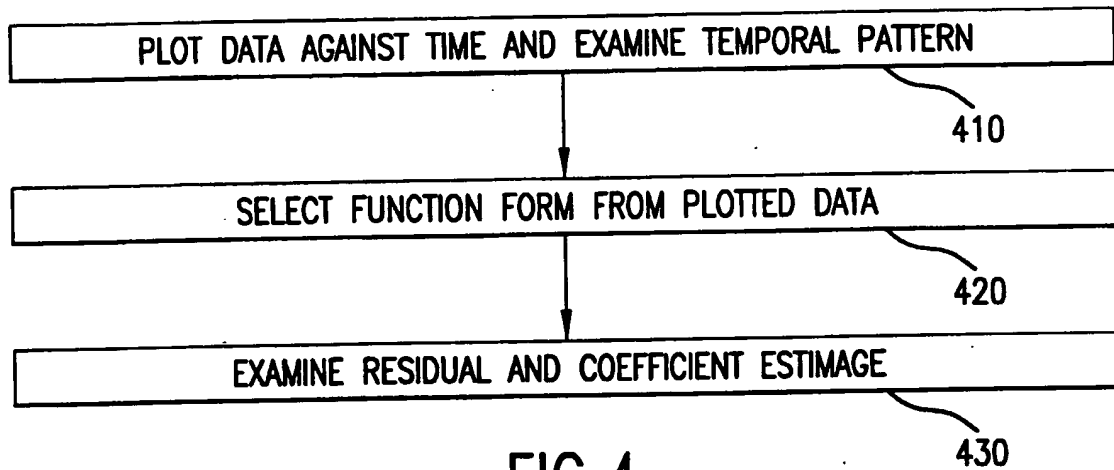 PLOT DATA AGAINST TIME AND EXAMINE TEMPORAL PATTERN
410
SELECT FUNCTION FORM FROM PLOTTED DATA
420
EXAMINE RESIDUAL AND COEFFICIENT ESTIMAGE
430
FIG.4